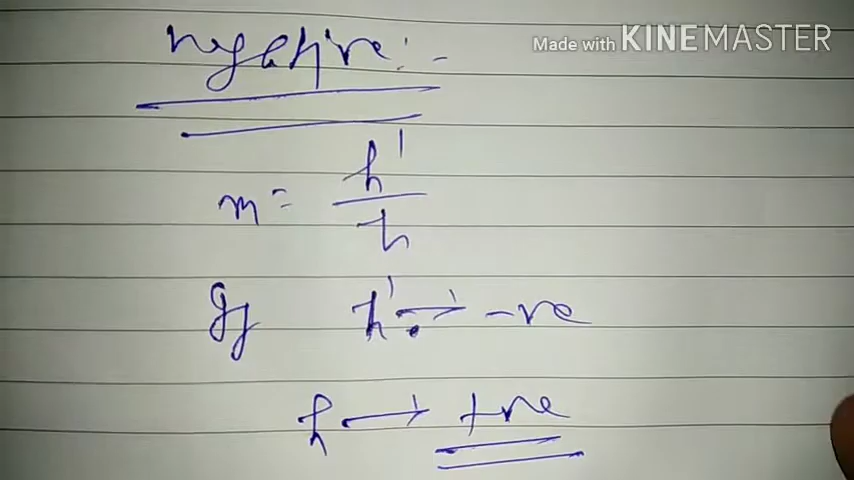 Made with KINEMASTER
negative :-
m = h'/h
If h' → -ve
h → +ve